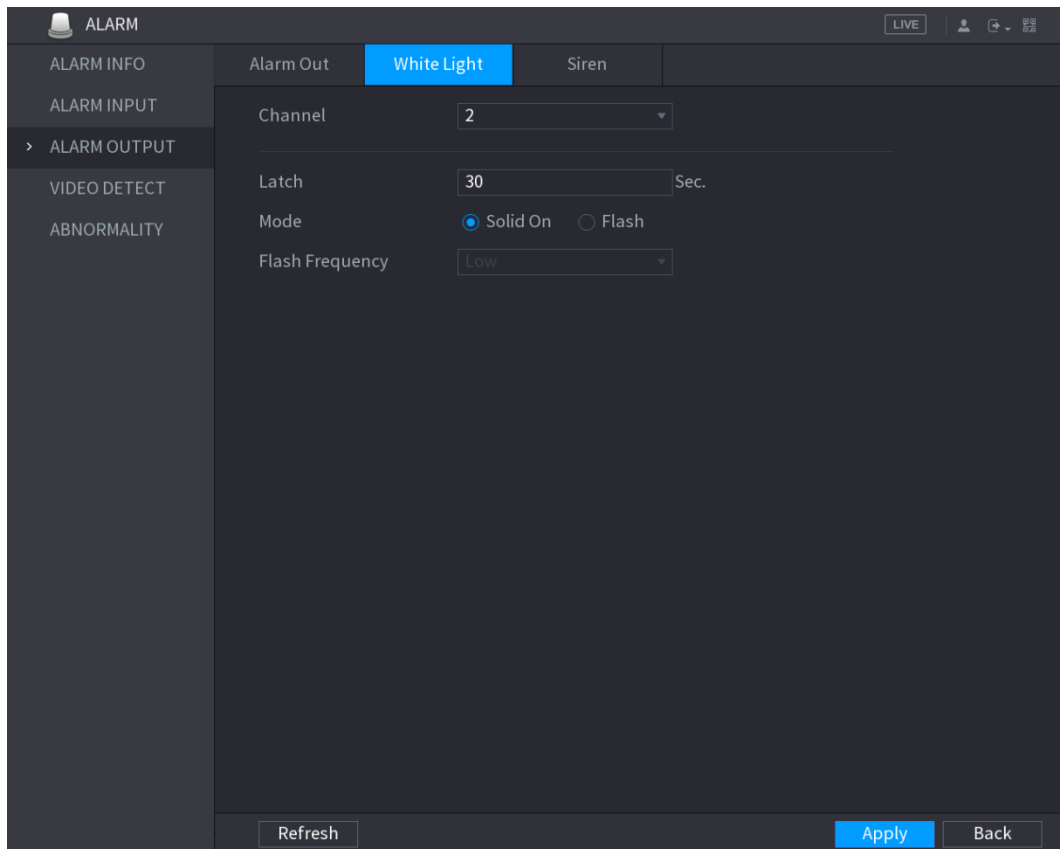 ALARM
LIVE
ALARM INFO
ALARM INPUT
> ALARM OUTPUT
VIDEO DETECT
ABNORMALITY
Alarm Out White Light Siren
Channel 2
Latch 30 Sec.
Mode Solid On Flash
Flash Frequency Low
Refresh Apply Back